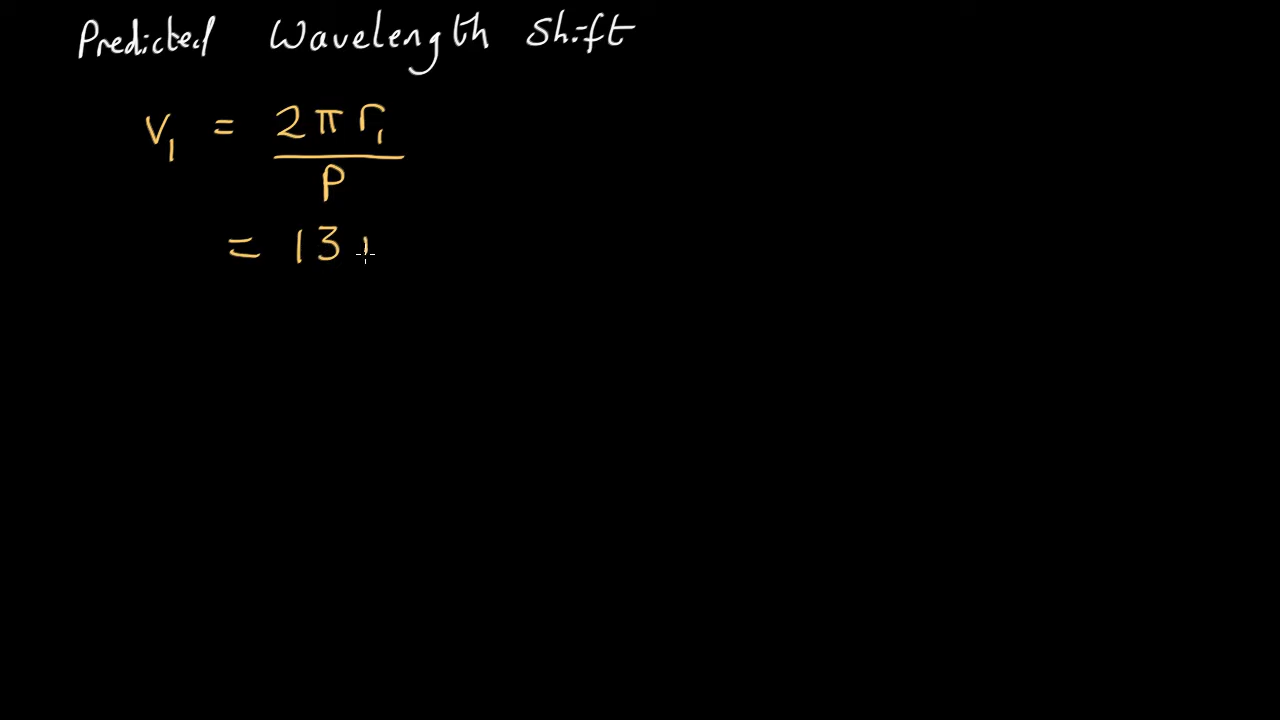 Predicted Wavelength Shift
v₁ = 2πr₁
P
= 13